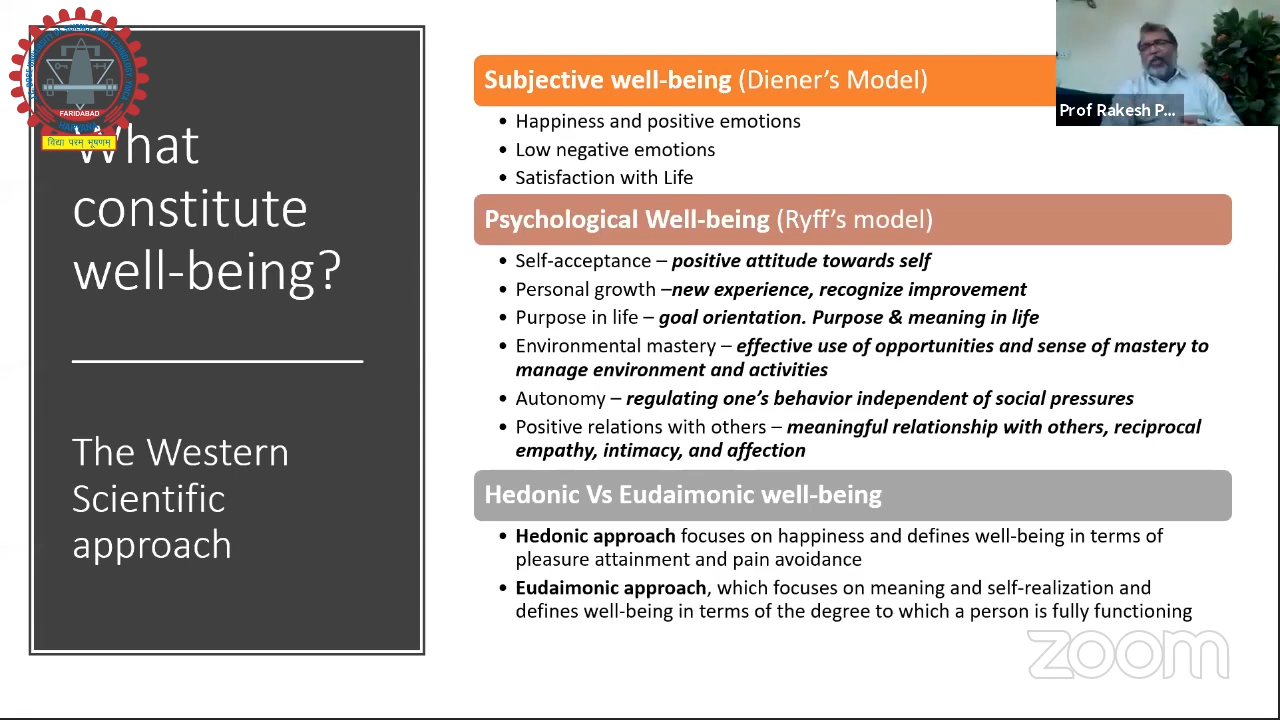 FARIDABAD
विद्या परम् भूषणम्
What
constitute
well-being?
The Western
Scientific
approach
Subjective well-being (Diener’s Model)
• Happiness and positive emotions
• Low negative emotions
• Satisfaction with Life
Psychological Well-being (Ryff’s model)
• Self-acceptance – positive attitude towards self
• Personal growth –new experience, recognize improvement
• Purpose in life – goal orientation. Purpose & meaning in life
• Environmental mastery – effective use of opportunities and sense of mastery to
manage environment and activities
• Autonomy – regulating one’s behavior independent of social pressures
• Positive relations with others – meaningful relationship with others, reciprocal
empathy, intimacy, and affection
Hedonic Vs Eudaimonic well-being
• Hedonic approach focuses on happiness and defines well-being in terms of
pleasure attainment and pain avoidance
• Eudaimonic approach, which focuses on meaning and self-realization and
defines well-being in terms of the degree to which a person is fully functioning
Prof Rakesh P...
zoom